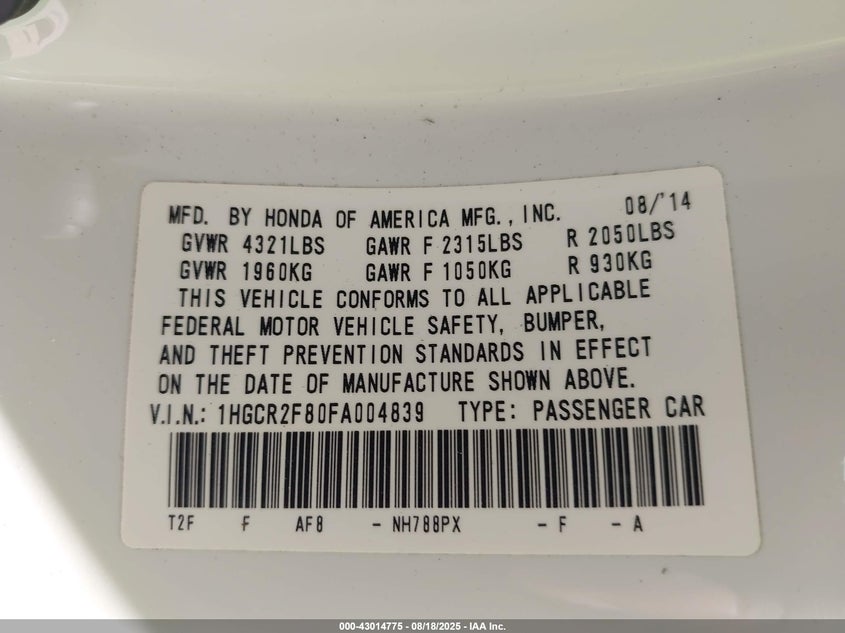 MFD. BY HONDA OF AMERICA MFG., INC. 08/'14
GVWR 4321LBS GAWR F 2315LBS R 2050LBS
GVWR 1960KG GAWR F 1050KG R 930KG
THIS VEHICLE CONFORMS TO ALL APPLICABLE
FEDERAL MOTOR VEHICLE SAFETY, BUMPER,
AND THEFT PREVENTION STANDARDS IN EFFECT
ON THE DATE OF MANUFACTURE SHOWN ABOVE.
V.I.N.: 1HGCR2F80FA004839 TYPE: PASSENGER CAR
T2F F AF8 - NH788PX - F - A
000-43014775 - 08/18/2025 - IAA Inc.